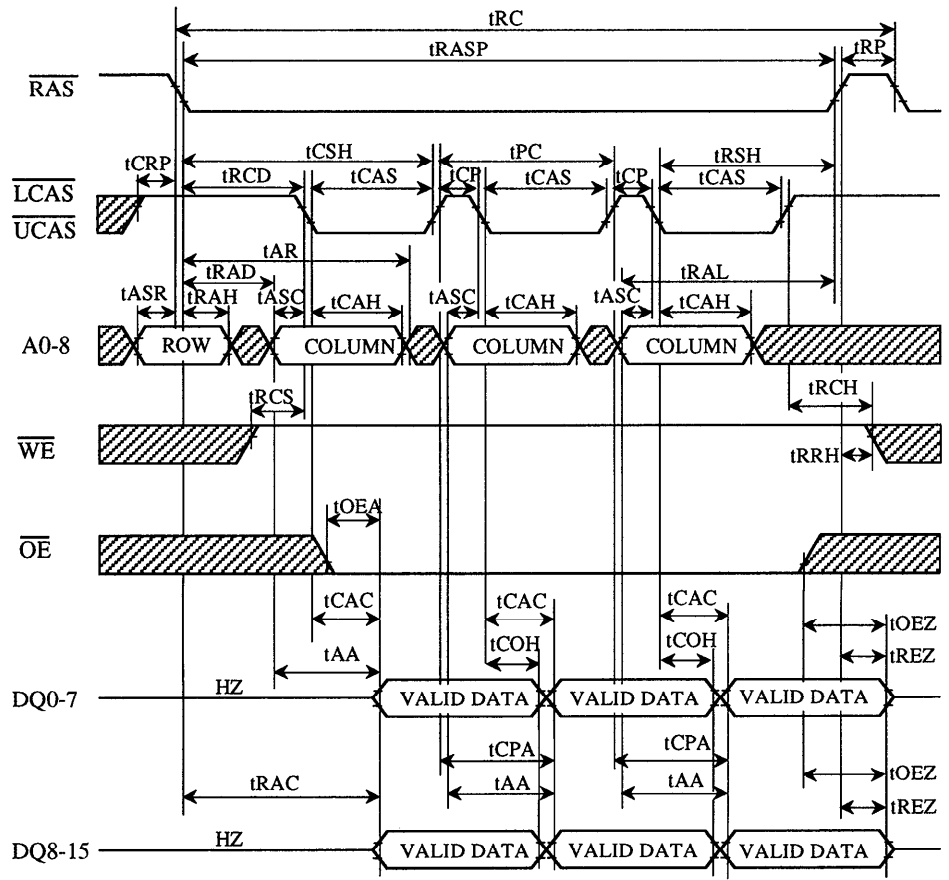 tRC
tRASP
tRP
RAS
tCSH
tPC
tRSH
tCRP
tRCD
tCAS
tCP
tCAS
tCP
tCAS
LCAS
UCAS
tAR
tRAD
tRAL
tASR
tRAH
tASC
tCAH
tASC
tCAH
tASC
tCAH
A0-8
ROW
COLUMN
COLUMN
COLUMN
tRCS
tRCH
WE
tRRH
tOEA
OE
tCAC
tCAC
tCAC
tOEZ
tAA
tCOH
tCOH
tREZ
DQ0-7
HZ
VALID DATA
VALID DATA
VALID DATA
tCPA
tCPA
tOEZ
tRAC
tAA
tAA
tREZ
DQ8-15
HZ
VALID DATA
VALID DATA
VALID DATA